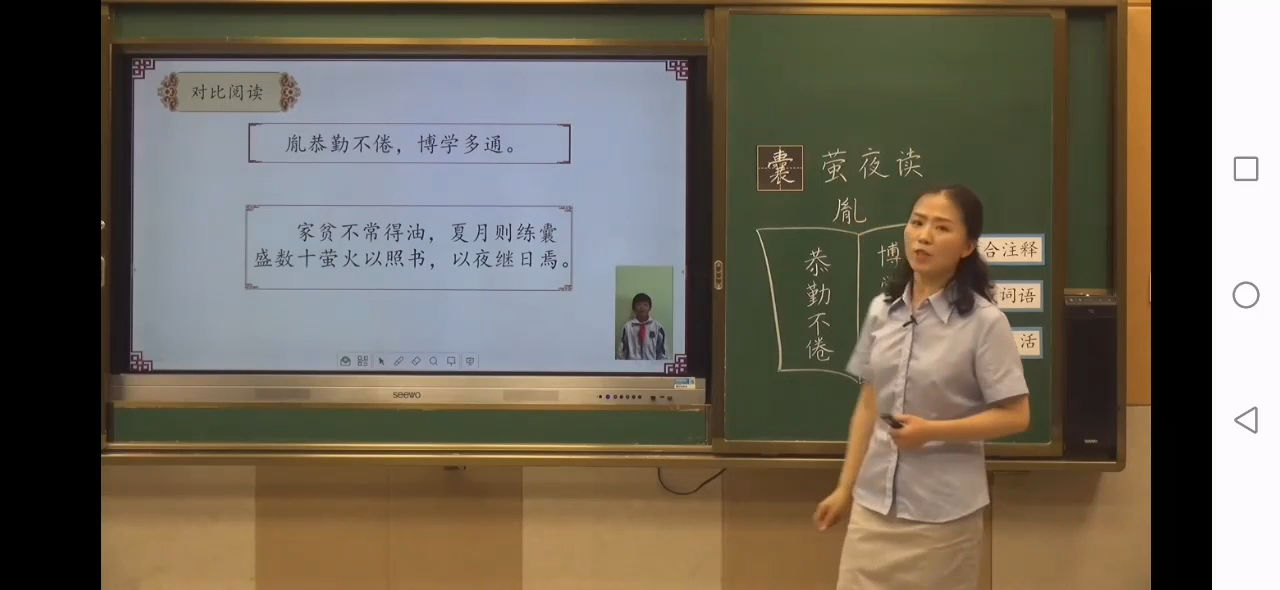 对比阅读
胤恭勤不倦，博学多通。
家贫不常得油，夏月则练囊
盛数十萤火以照书，以夜继日焉。
seewo
囊萤夜读
胤
恭勤不倦
博
合注释
词语
活